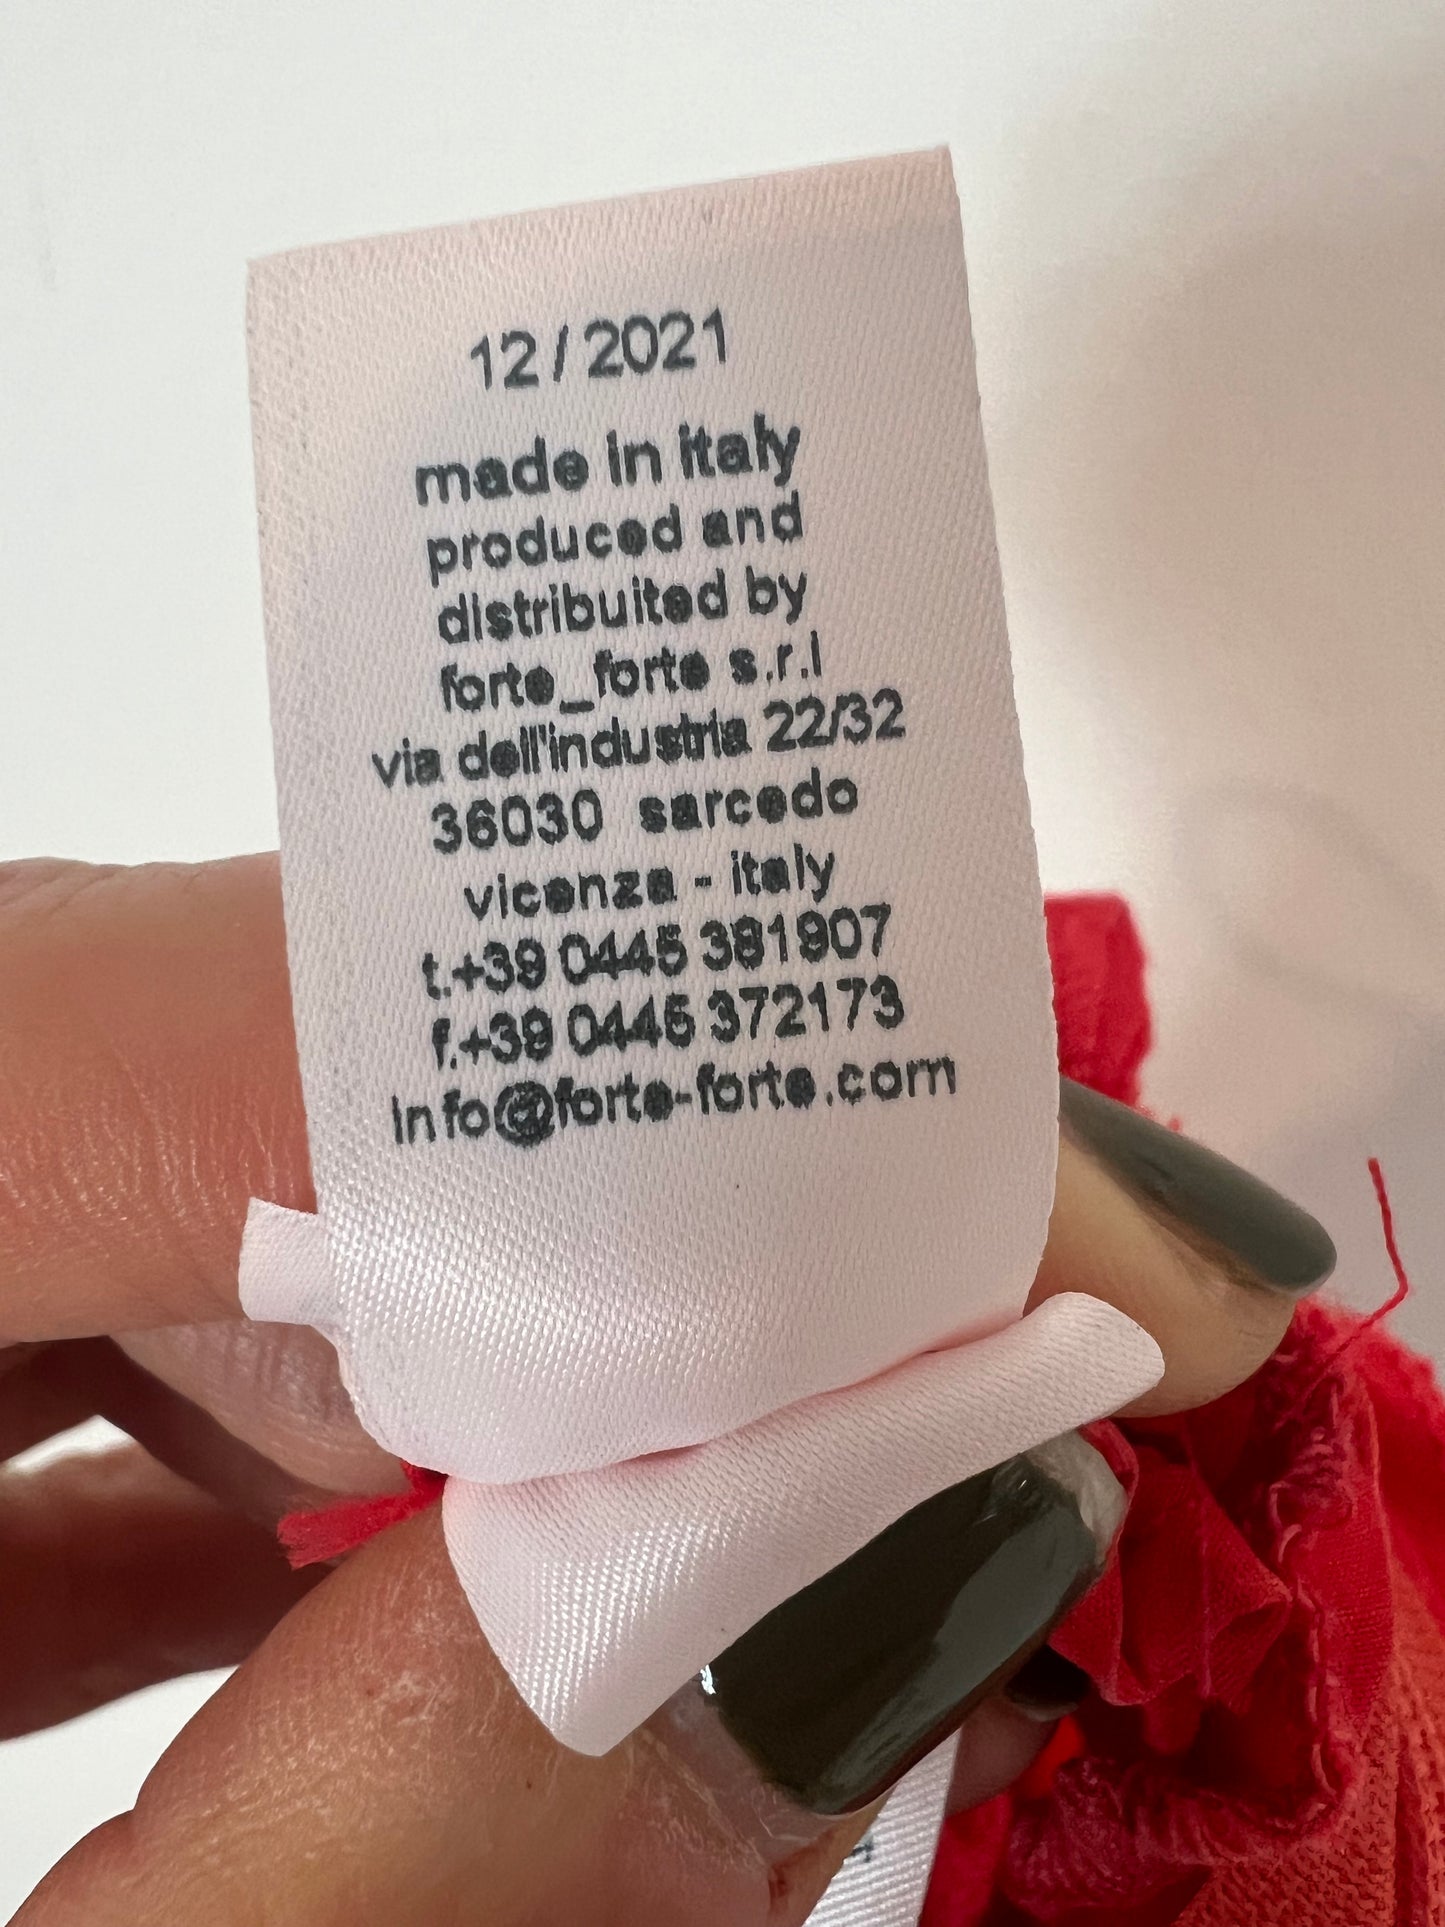 12 / 2021
made in italy
produced and
distribuited by
forte_forte s.r.l
via dell'industria 22/32
36030 sarcedo
vicenza - italy
t.+39 0445 381907
f.+39 0445 372173
info@forte-forte.com